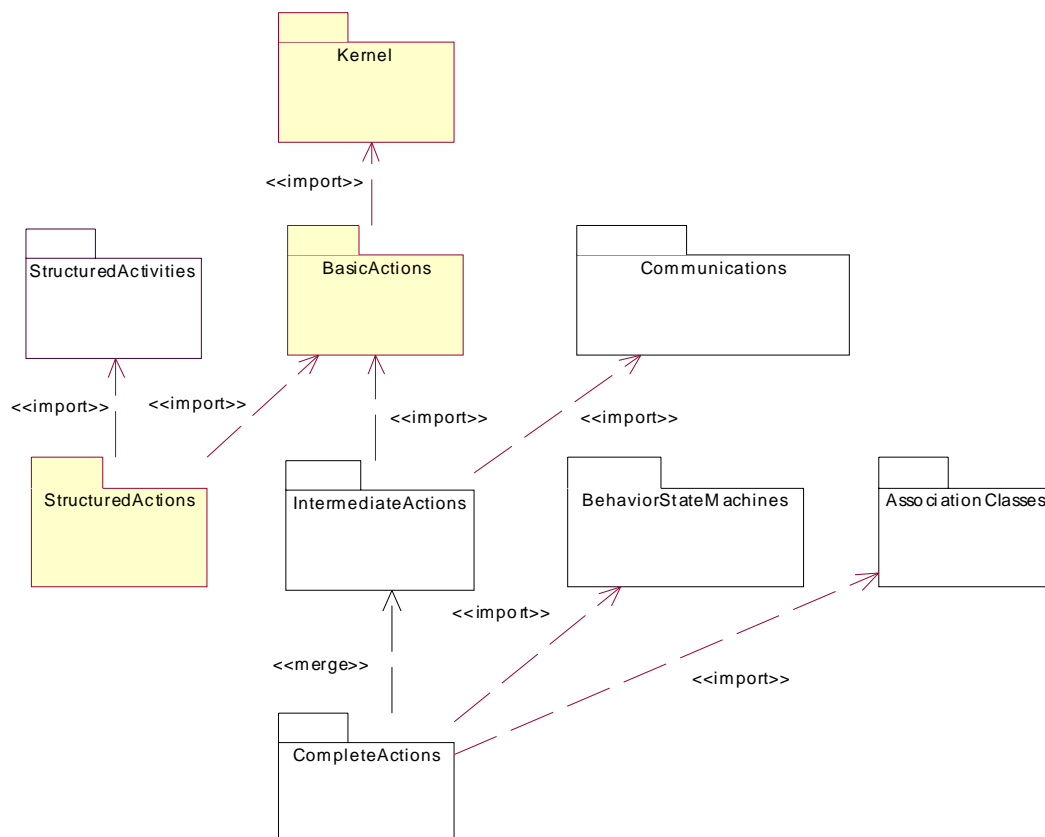 Kernel
<<import>>
StructuredActivities
BasicActions
Communications
<<import>>
<<import>>
<<import>>
<<import>>
StructuredActions
IntermediateActions
BehaviorStateMachines
AssociationClasses
<<import>>
<<merge>>
<<import>>
CompleteActions